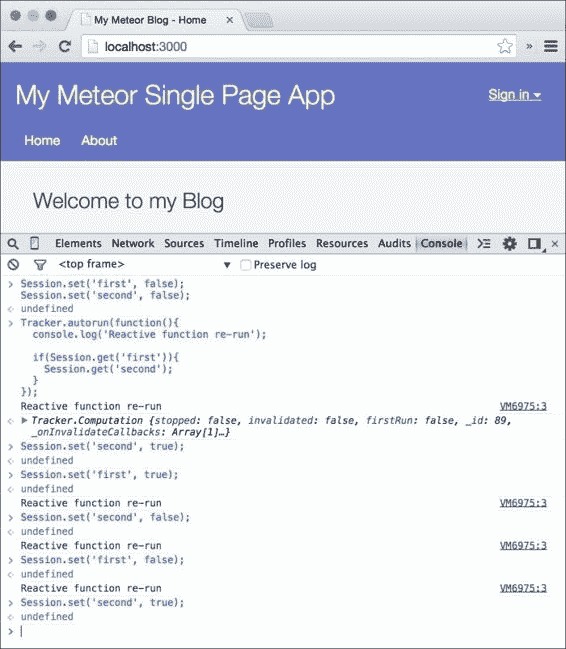 My Meteor Blog - Home
localhost:3000
My Meteor Single Page App
Sign in
Home About
Welcome to my Blog
Elements Network Sources Timeline Profiles Resources Audits Console
<top frame> Preserve log
> Session.set('first', false);
Session.set('second', false);
< undefined
> Tracker.autorun(function(){
console.log('Reactive function re-run');
if(Session.get('first')){
Session.get('second');
}
});
Reactive function re-run VM6975:3
< Tracker.Computation {stopped: false, invalidated: false, firstRun: false, _id: 89,
_onInvalidateCallbacks: Array[1]…}
> Session.set('second', true);
< undefined
> Session.set('first', true);
< undefined
Reactive function re-run VM6975:3
> Session.set('second', false);
< undefined
Reactive function re-run VM6975:3
> Session.set('first', false);
< undefined
Reactive function re-run VM6975:3
> Session.set('second', true);
< undefined
>